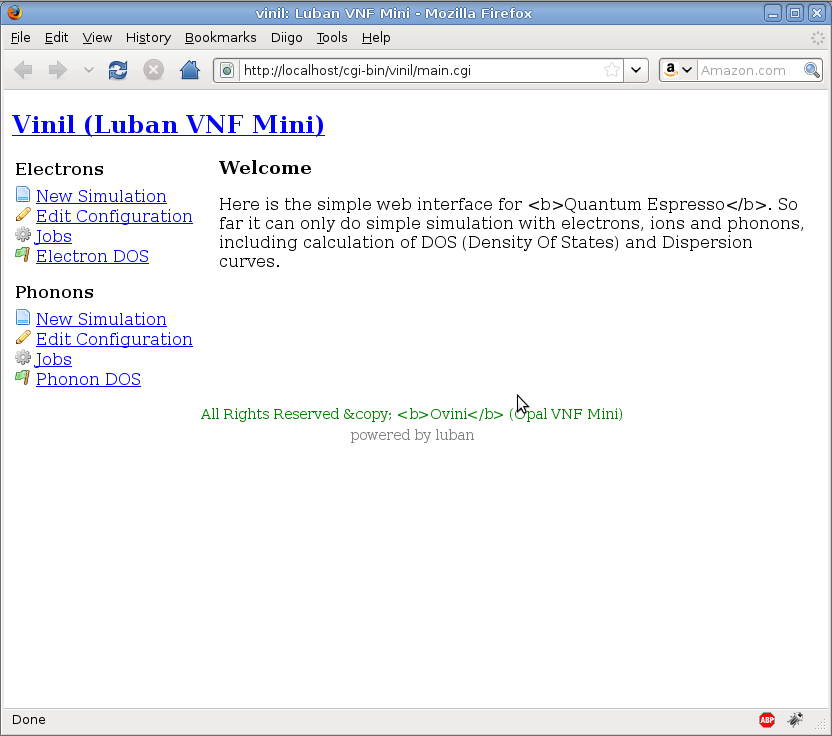 vinil: Luban VNF Mini - Mozilla Firefox
File Edit View History Bookmarks Diigo Tools Help
http://localhost/cgi-bin/vinil/main.cgi
a Amazon.com
Vinil (Luban VNF Mini)
Electrons
New Simulation
Edit Configuration
Jobs
Electron DOS
Phonons
New Simulation
Edit Configuration
Jobs
Phonon DOS
Welcome
Here is the simple web interface for <b>Quantum Espresso</b>. So
far it can only do simple simulation with electrons, ions and phonons,
including calculation of DOS (Density Of States) and Dispersion
curves.
All Rights Reserved &copy; <b>Ovini</b> (Opal VNF Mini)
powered by luban
Done
ABP